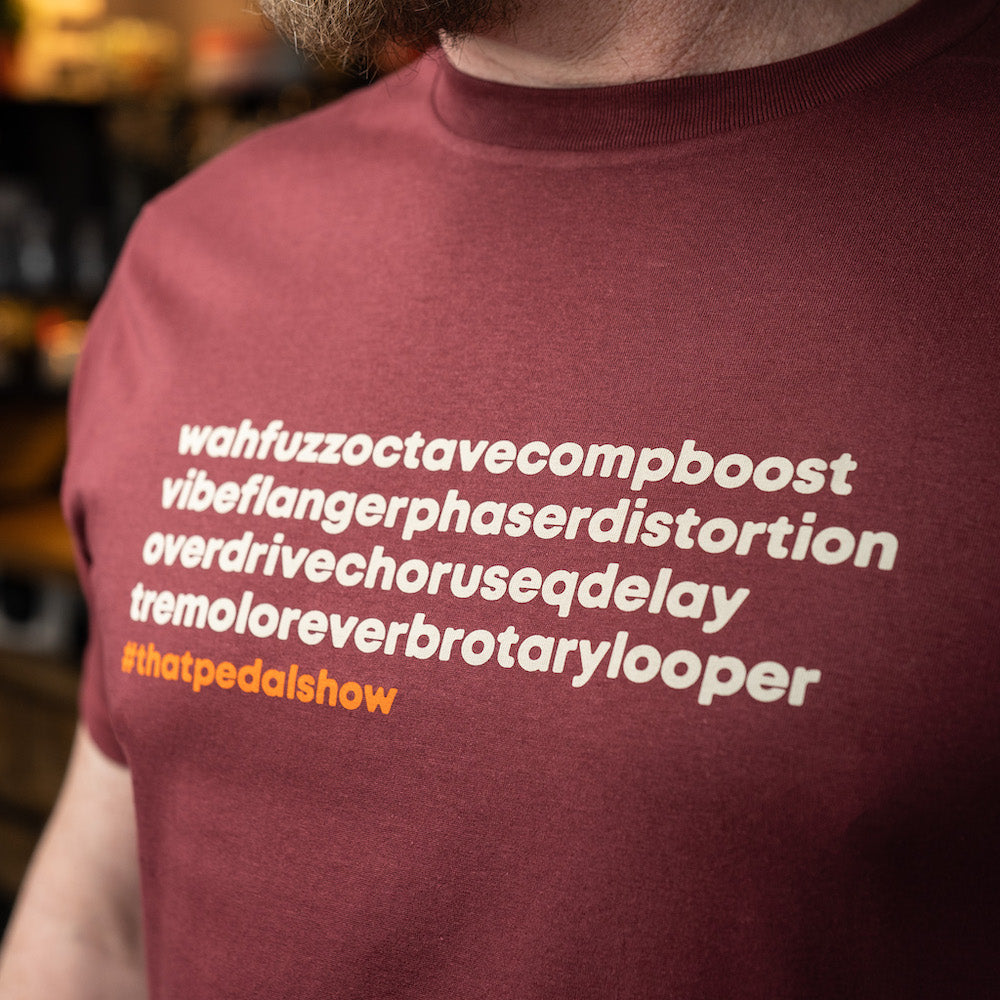 wahfuzzoctavecompboost
vibeflangerphaserdistortion
overdrivechoruseqdelay
tremoloreverbrotarylooper
#thatpedalshow